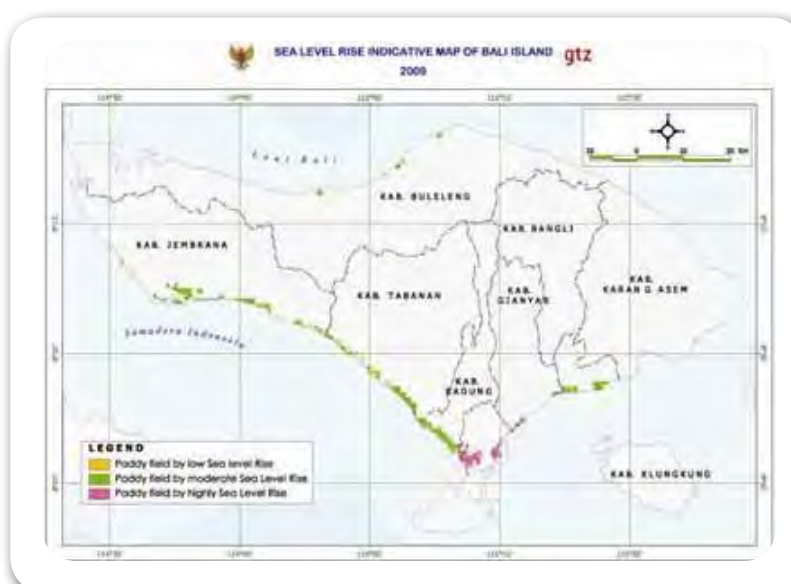 SEA LEVEL RISE INDICATIVE MAP OF BALI ISLAND
gtz
2009
Laut Bali
KAB. BULELENG
KAB. BANGLI
KAB. JEMBRANA
KAB. TABANAN
KAB. GIANYAR
KAB. KARANG ASEM
Samudera Indonesia
KAB. BADUNG
KAB. KLUNGKUNG
LEGEND
Paddy field by low Sea level Rise
Paddy field by moderate Sea Level Rise
Paddy field by highly Sea Level Rise